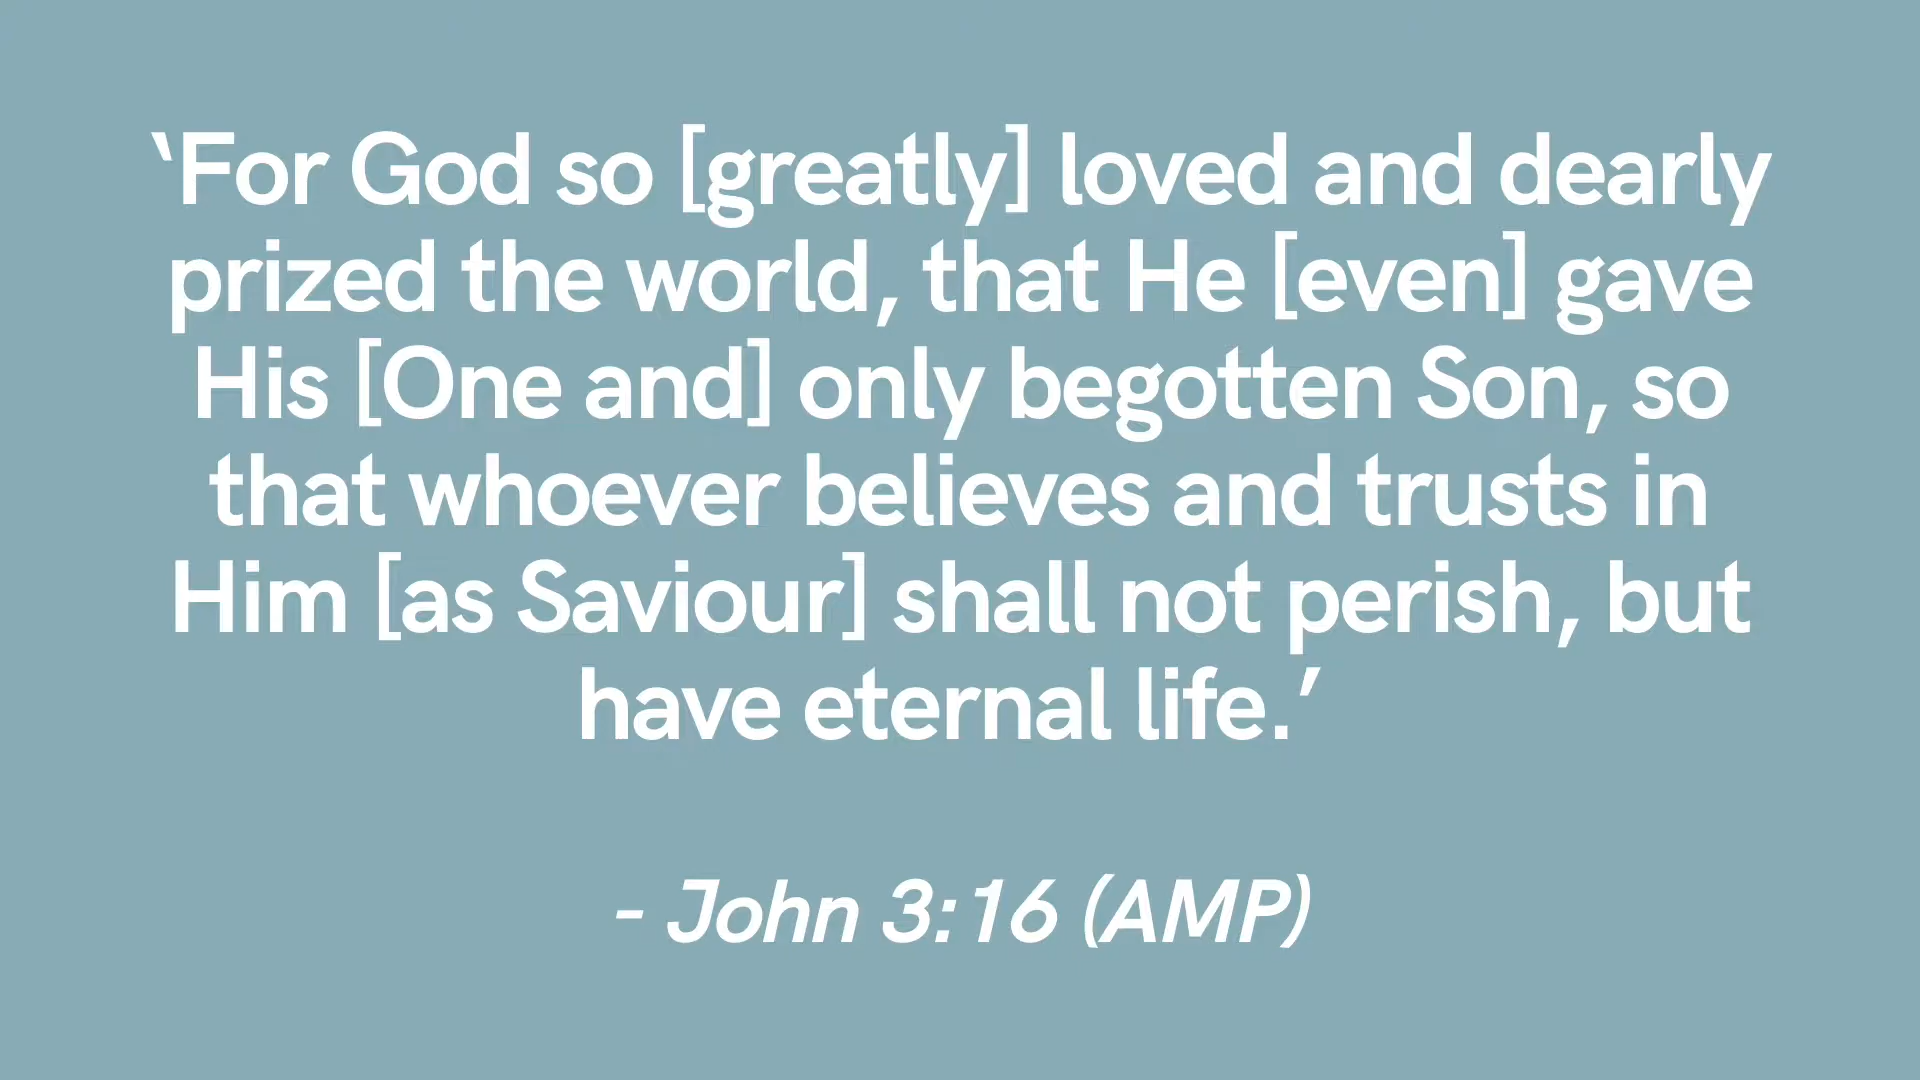 ‘For God so [greatly] loved and dearly
prized the world, that He [even] gave
His [One and] only begotten Son, so
that whoever believes and trusts in
Him [as Saviour] shall not perish, but
have eternal life.’
- John 3:16 (AMP)